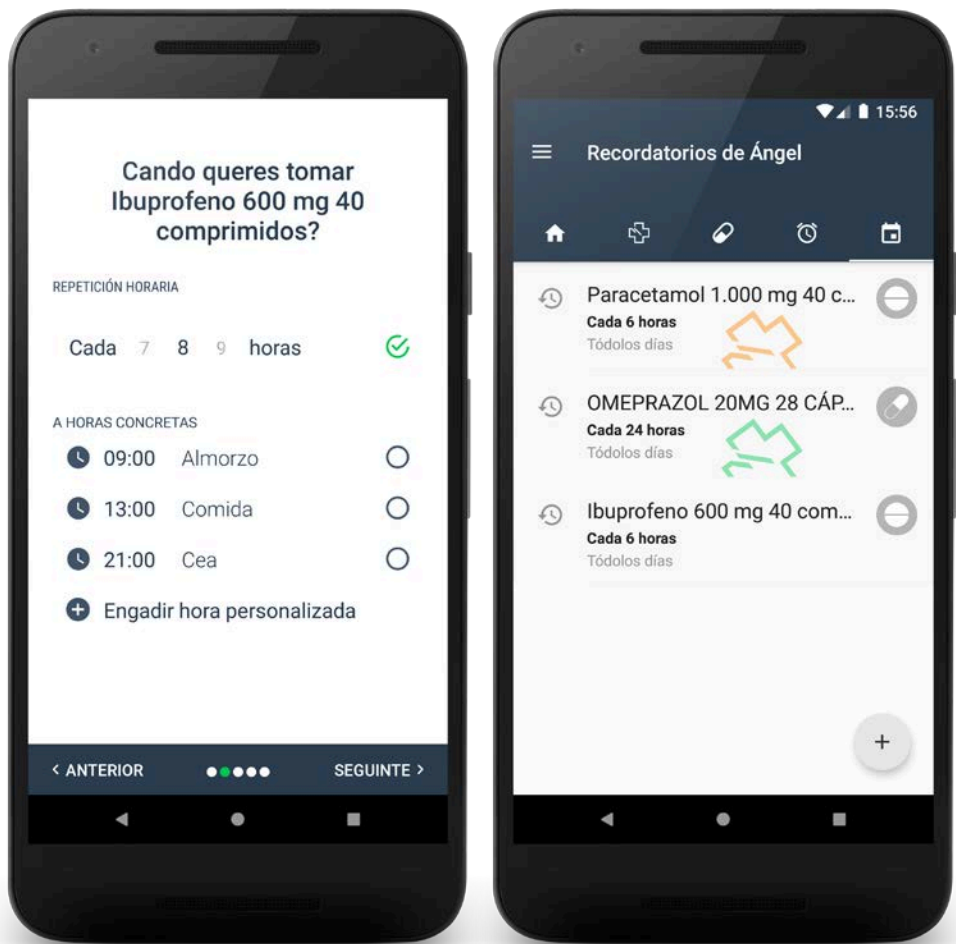 Cando queres tomar
Ibuprofeno 600 mg 40
comprimidos?
REPETICIÓN HORARIA
Cada 7 8 9 horas
A HORAS CONCRETAS
09:00 Almorzo
13:00 Comida
21:00 Cea
Engadir hora personalizada
< ANTERIOR SEGUINTE >
15:56
Recordatorios de Ángel
Paracetamol 1.000 mg 40 c...
Cada 6 horas
Tódolos días
OMEPRAZOL 20MG 28 CÁP...
Cada 24 horas
Tódolos días
Ibuprofeno 600 mg 40 com...
Cada 6 horas
Tódolos días